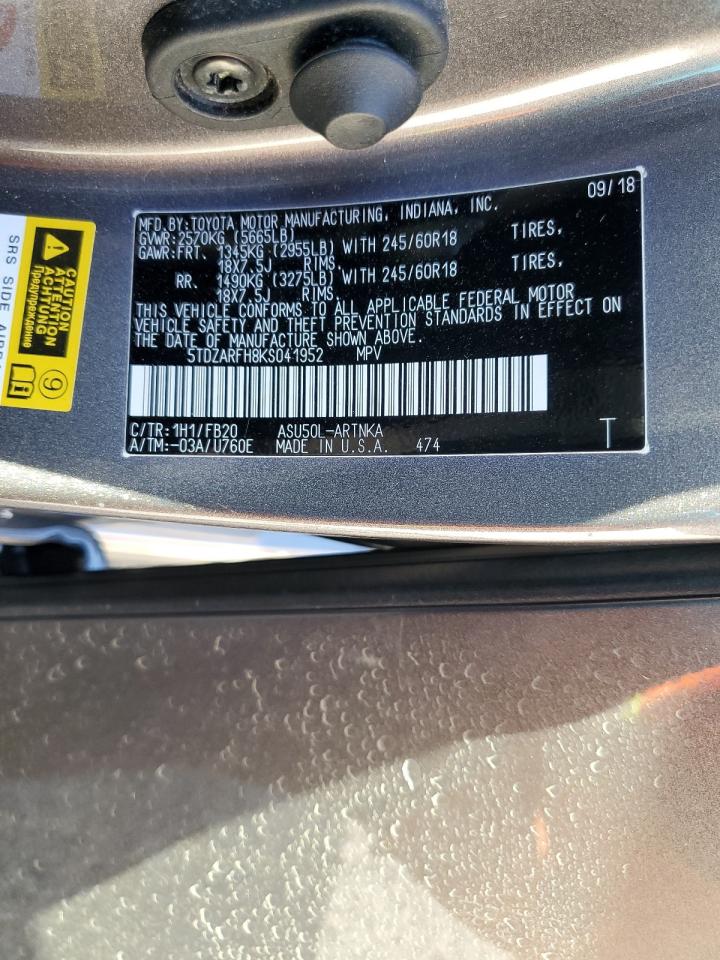 09/18
MFD.BY:TOYOTA MOTOR MANUFACTURING, INDIANA, INC.
GVWR:2570KG (5665LB)
GAWR:FRT. 1345KG (2955LB) WITH 245/60R18 TIRES,
18X7.5J RIMS
RR. 1490KG (3275LB) WITH 245/60R18 TIRES,
18X7.5J RIMS
THIS VEHICLE CONFORMS TO ALL APPLICABLE FEDERAL MOTOR
VEHICLE SAFETY AND THEFT PREVENTION STANDARDS IN EFFECT ON
THE DATE OF MANUFACTURE SHOWN ABOVE.
5TDZARFH8KS041952 MPV
C/TR:1H1/FB20 ASU50L-ARTNKA
A/TM:-03A/U760E MADE IN U.S.A. 474 T
CAUTION
ATTENTION
ACHTUNG
Предупреждение
9
SRS SIDE